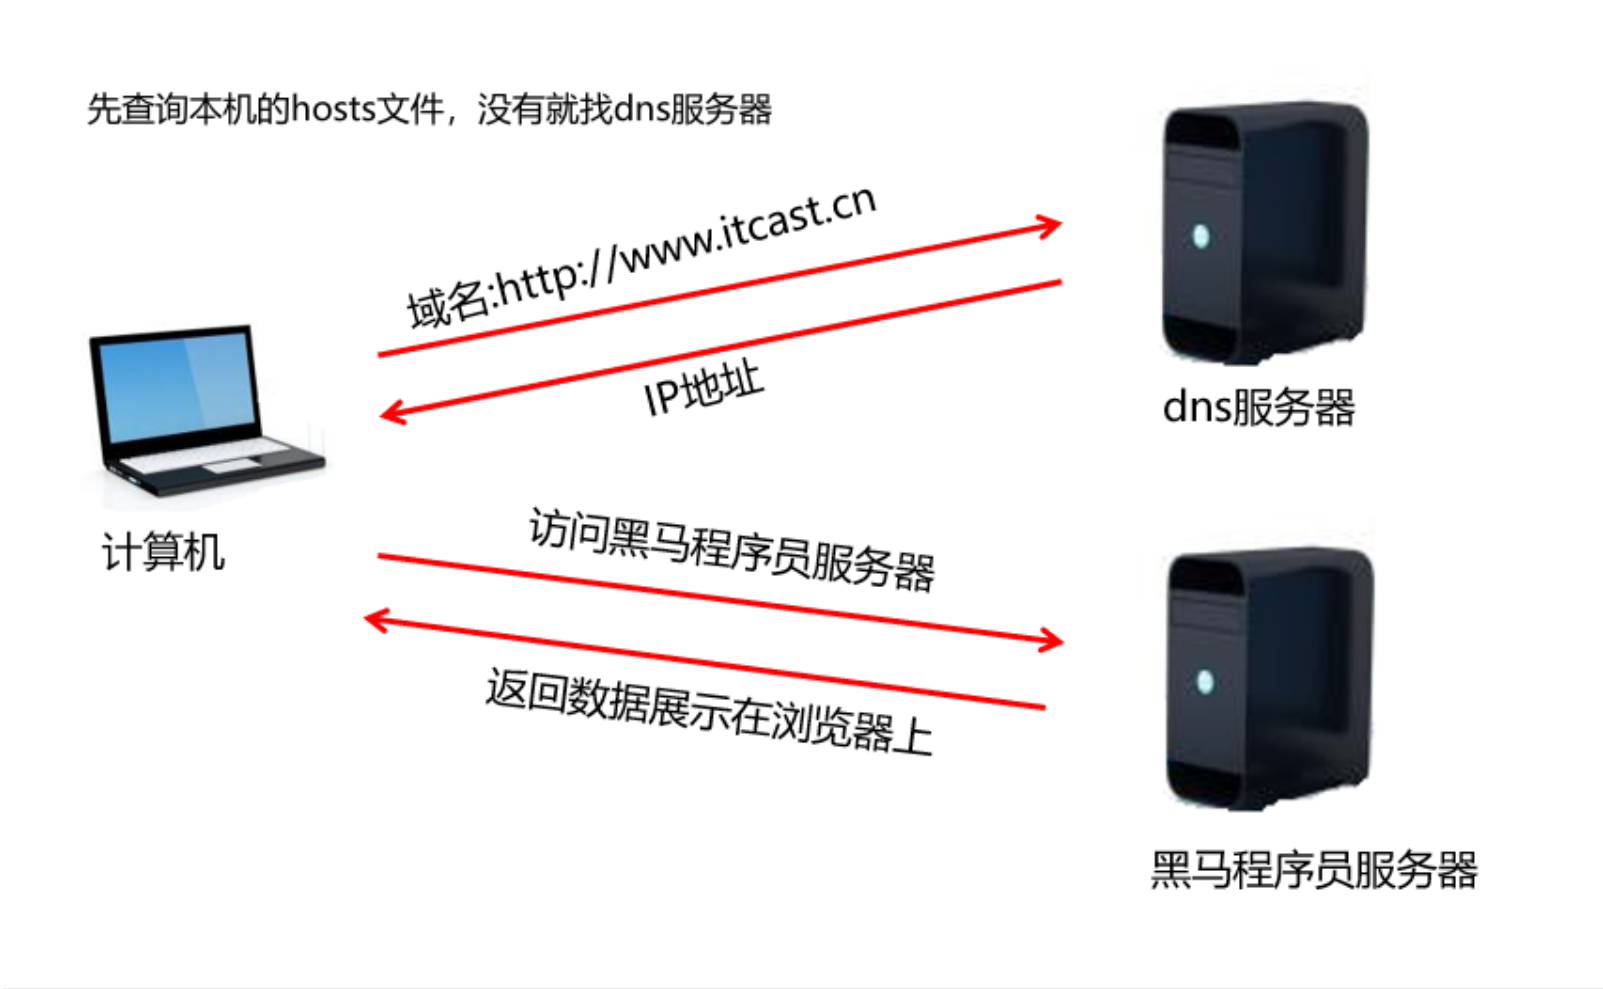 先查询本机的hosts文件，没有就找dns服务器
域名:http://www.itcast.cn
IP地址
dns服务器
计算机
访问黑马程序员服务器
返回数据展示在浏览器上
黑马程序员服务器